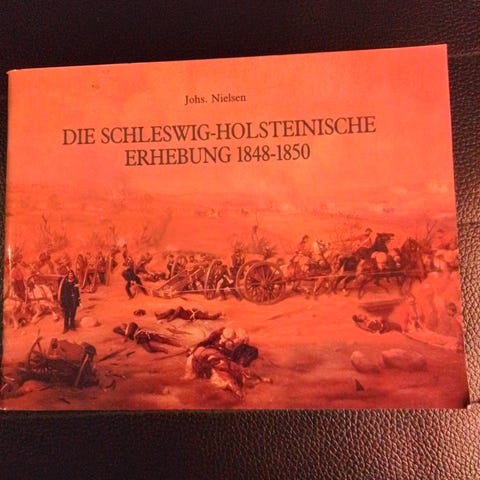 Johs. Nielsen
DIE SCHLESWIG-HOLSTEINISCHE
ERHEBUNG 1848-1850